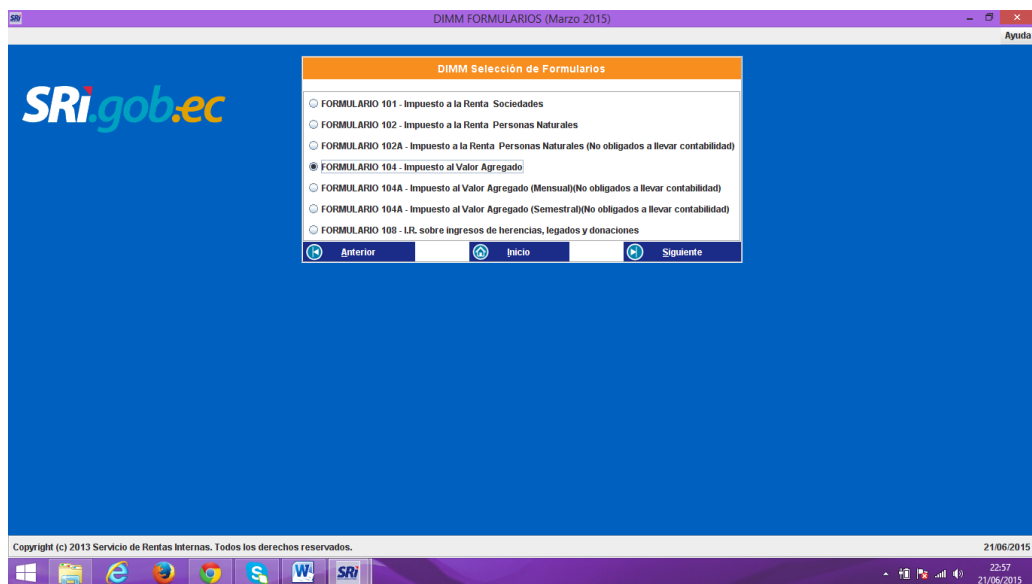 SRi
DIMM FORMULARIOS (Marzo 2015)
Ayuda
SRi.gob.ec
DIMM Selección de Formularios
FORMULARIO 101 - Impuesto a la Renta Sociedades
FORMULARIO 102 - Impuesto a la Renta Personas Naturales
FORMULARIO 102A - Impuesto a la Renta Personas Naturales (No obligados a llevar contabilidad)
FORMULARIO 104 - Impuesto al Valor Agregado
FORMULARIO 104A - Impuesto al Valor Agregado (Mensual)(No obligados a llevar contabilidad)
FORMULARIO 104A - Impuesto al Valor Agregado (Semestral)(No obligados a llevar contabilidad)
FORMULARIO 108 - I.R. sobre ingresos de herencias, legados y donaciones
Anterior Inicio Siguiente
Copyright (c) 2013 Servicio de Rentas Internas. Todos los derechos reservados. 21/06/2015
SRi
22:57
21/06/2015